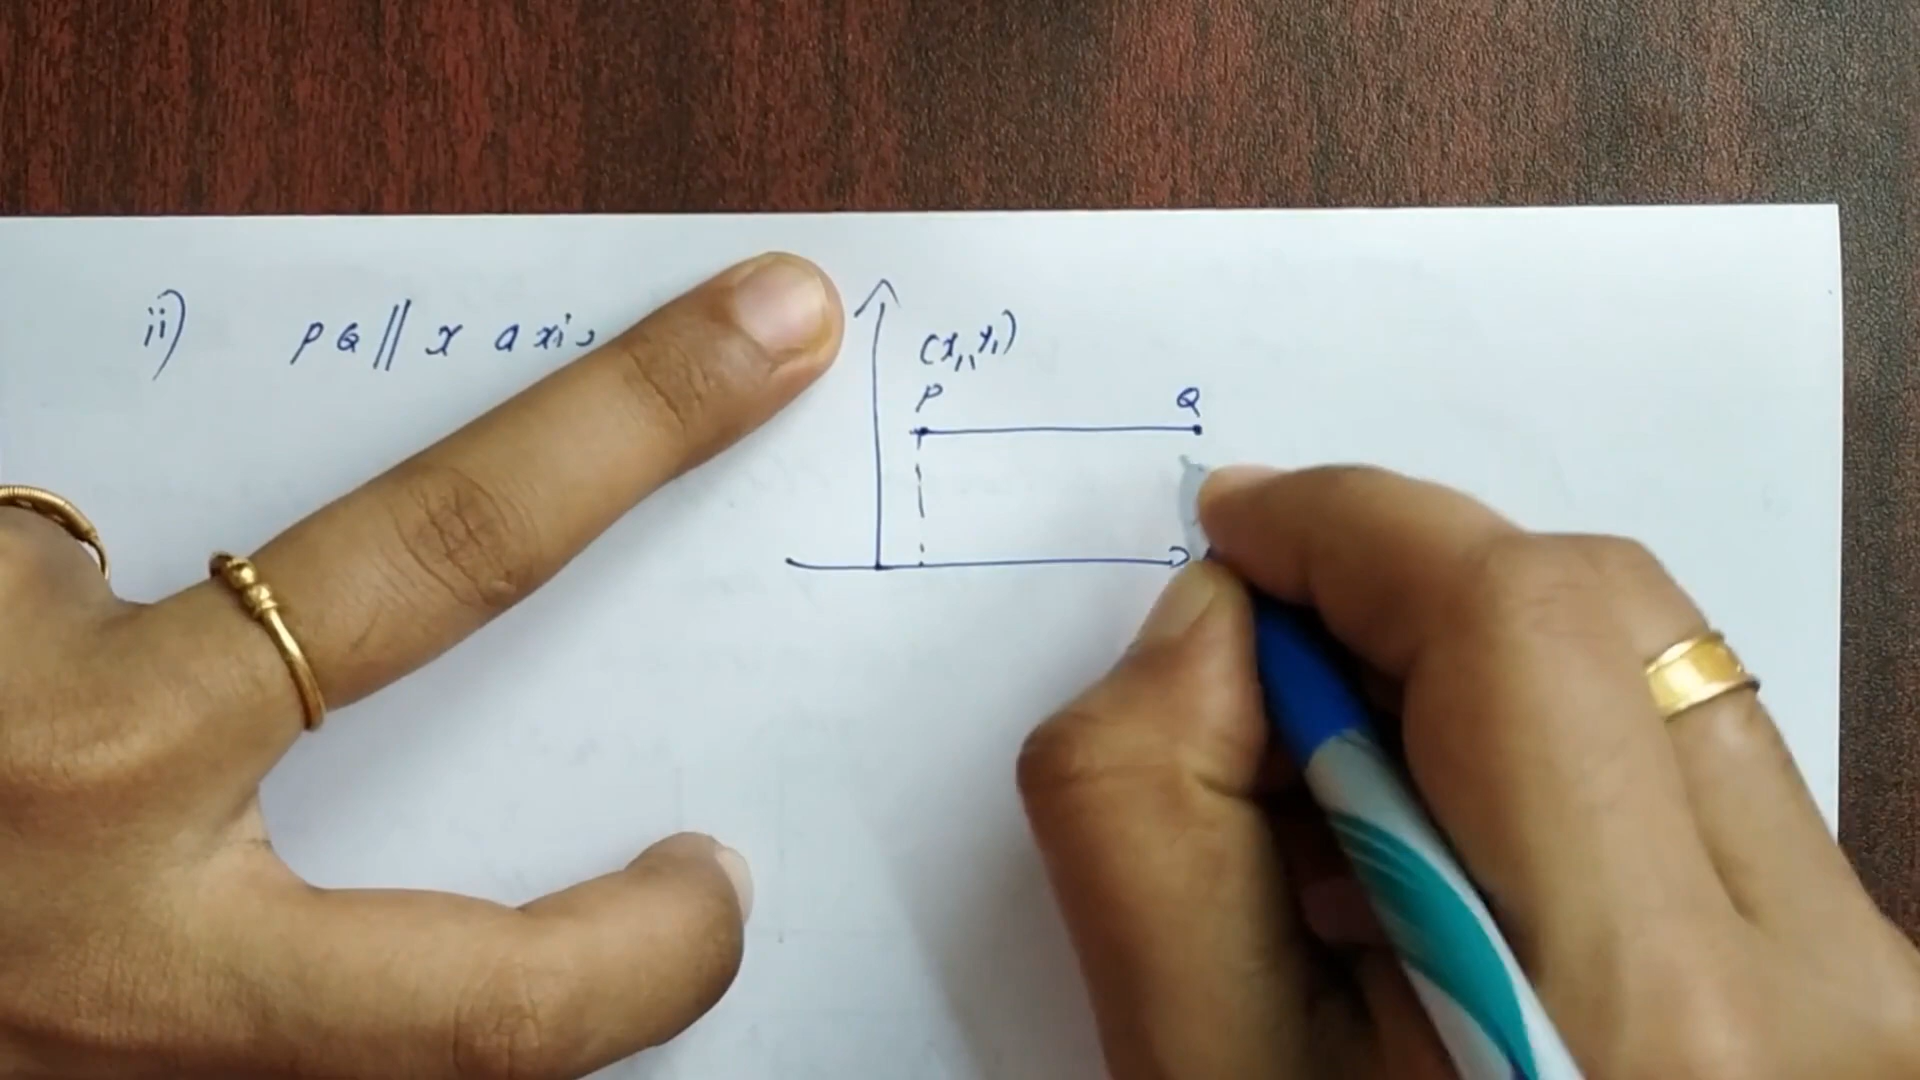 ii) PQ || x axis
(x₁, y₁)
P Q